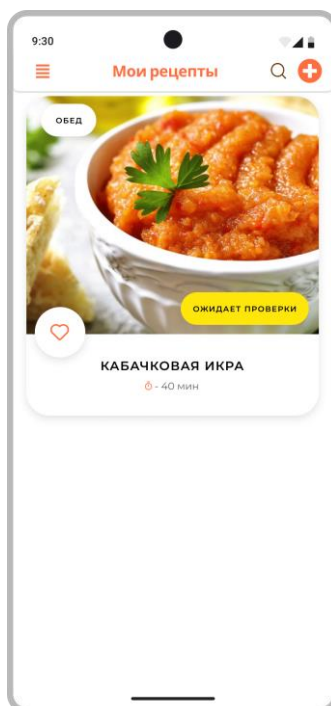 9:30
Мои рецепты
ОБЕД
ОЖИДАЕТ ПРОВЕРКИ
КАБАЧКОВАЯ ИКРА
- 40 мин